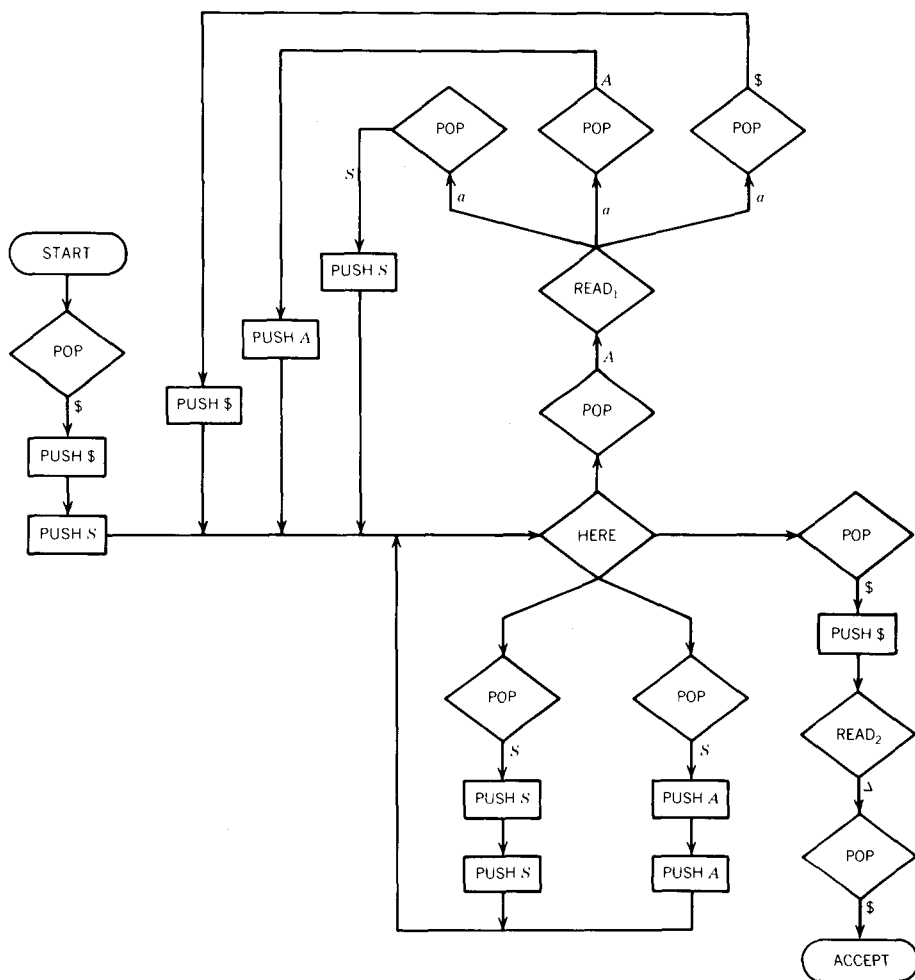 $
A
POP
POP
POP
S
a
a
a
START
PUSH S
READ₁
PUSH A
POP
A
$
PUSH $
POP
PUSH $
PUSH S
HERE
POP
$
PUSH $
POP
POP
READ₂
S
S
Δ
PUSH S
PUSH A
POP
PUSH S
PUSH A
$
ACCEPT